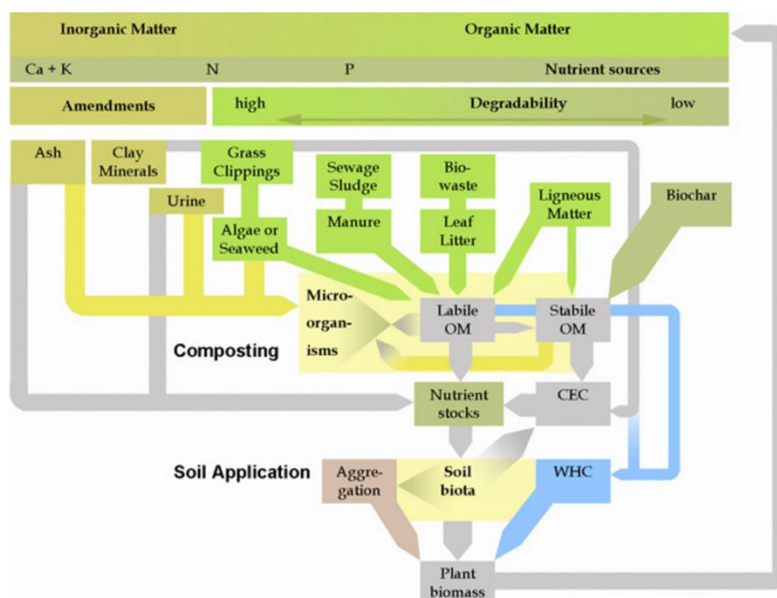 Inorganic Matter Organic Matter
Ca + K N P Nutrient sources
Amendments high Degradability low
Ash
Clay
Minerals
Urine
Grass
Clippings
Algae or
Seaweed
Sewage
Sludge
Manure
Bio-
waste
Leaf
Litter
Ligneous
Matter
Biochar
Micro-
organ-
isms
Labile
OM
Stabile
OM
Composting
Nutrient
stocks
CEC
Soil Application
Aggre-
gation
Soil
biota
WHC
Plant
biomass